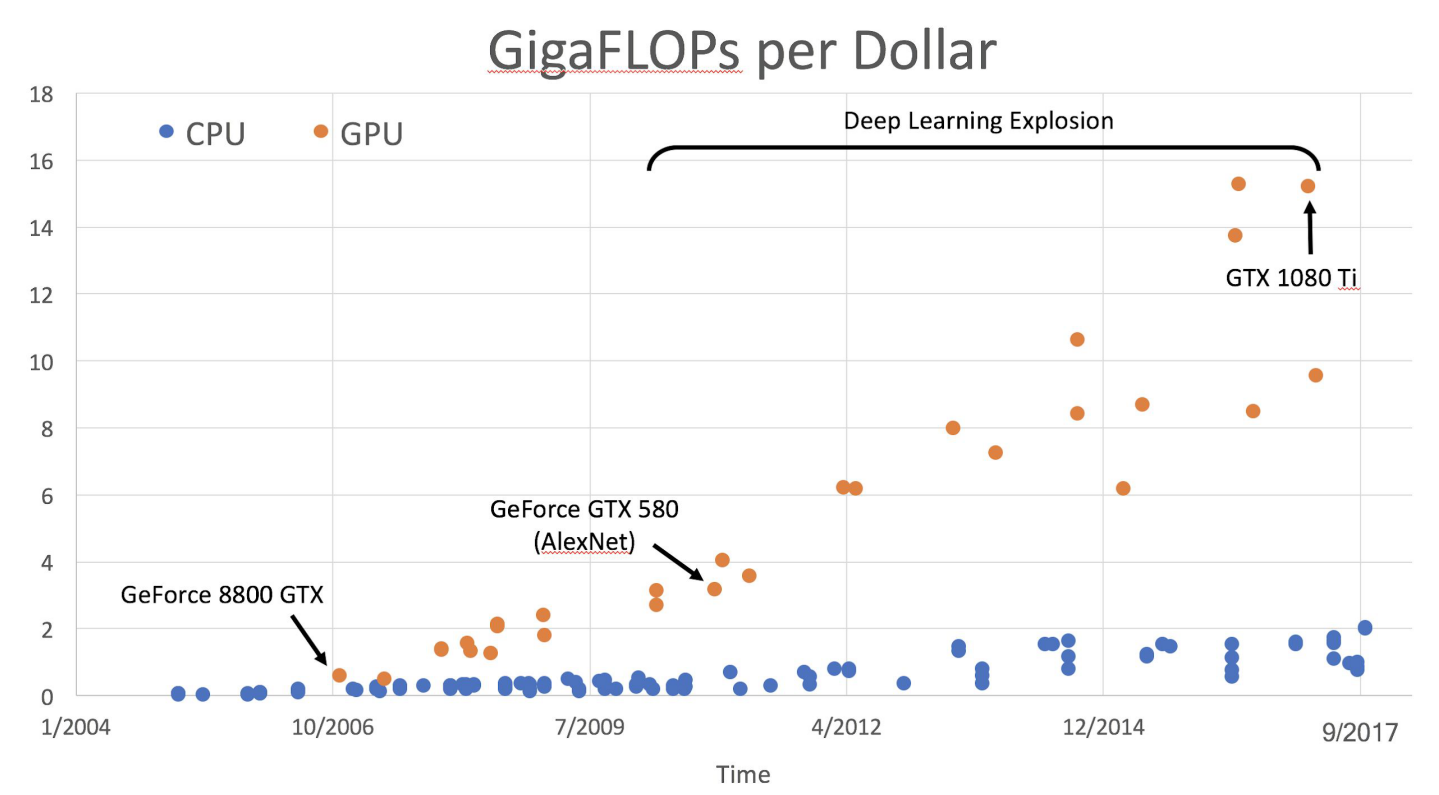 GigaFLOPs per Dollar
18
16
14
12
10
8
6
4
2
0
CPU
GPU
Deep Learning Explosion
GTX 1080 Ti
GeForce GTX 580
(AlexNet)
GeForce 8800 GTX
1/2004
10/2006
7/2009
4/2012
12/2014
9/2017
Time